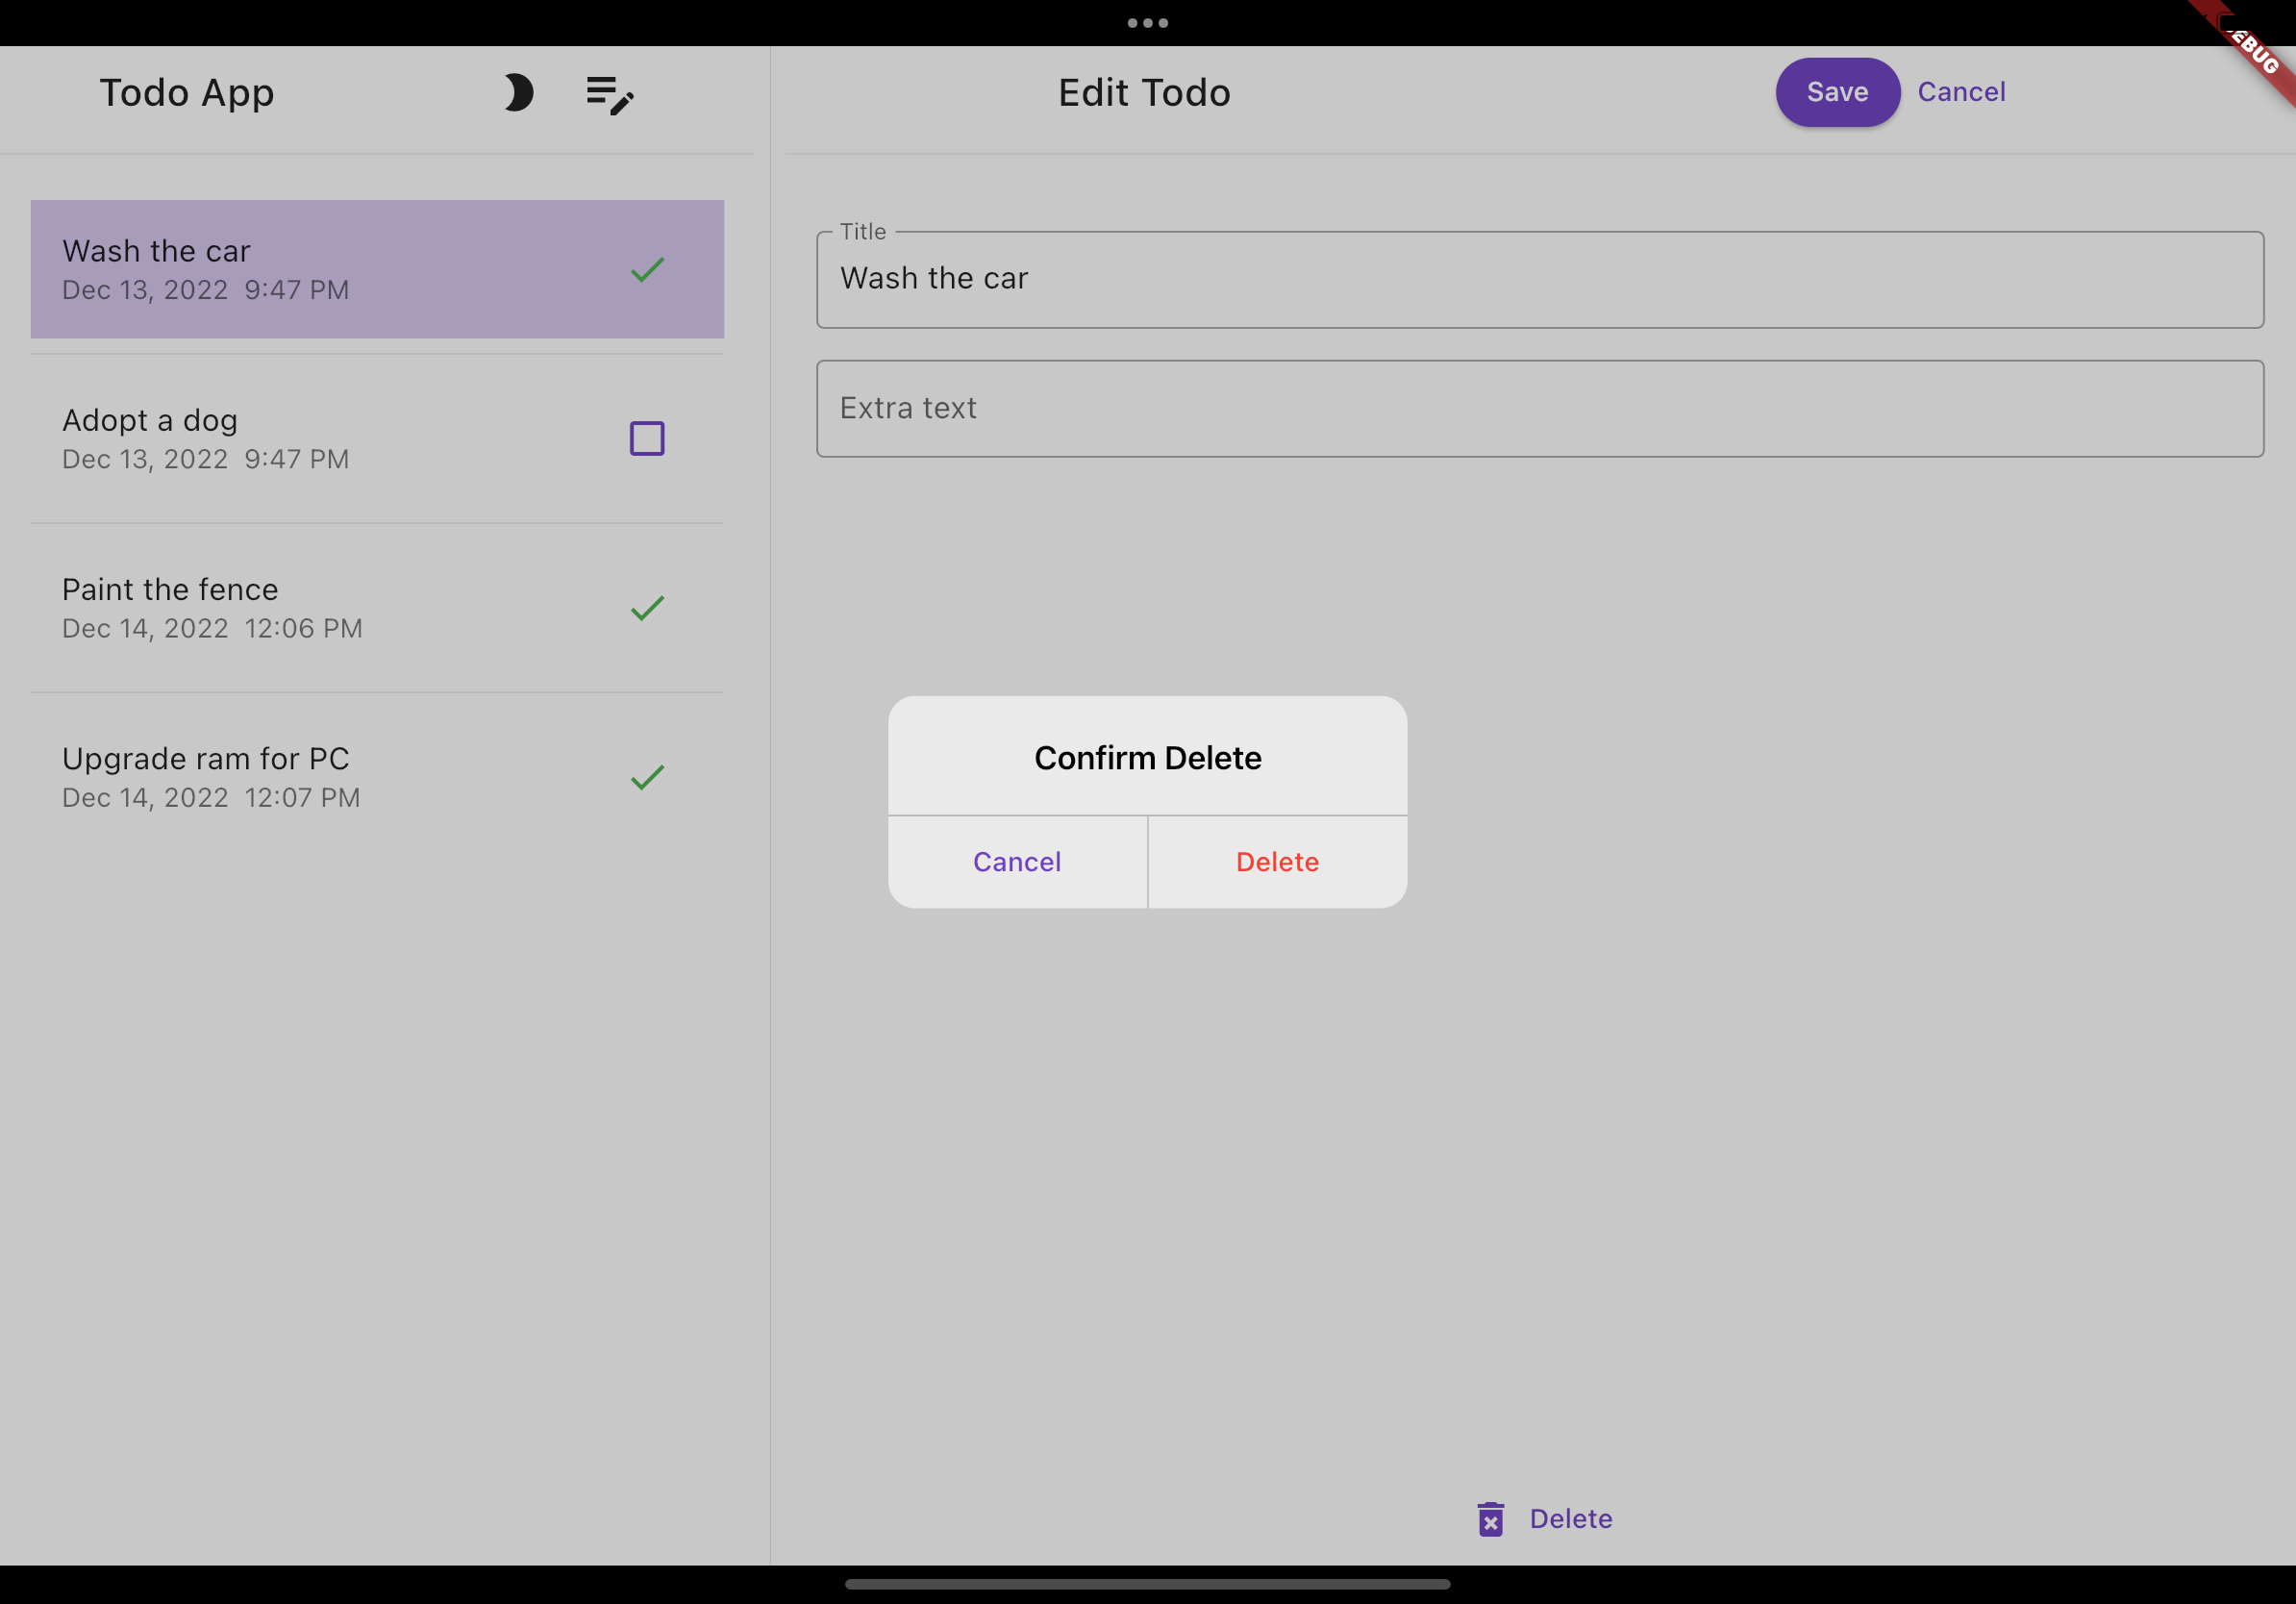 Todo App
Edit Todo
Save
Cancel
Wash the car
Dec 13, 2022  9:47 PM
Adopt a dog
Dec 13, 2022  9:47 PM
Paint the fence
Dec 14, 2022  12:06 PM
Upgrade ram for PC
Dec 14, 2022  12:07 PM
Title
Wash the car
Extra text
Confirm Delete
Cancel
Delete
Delete